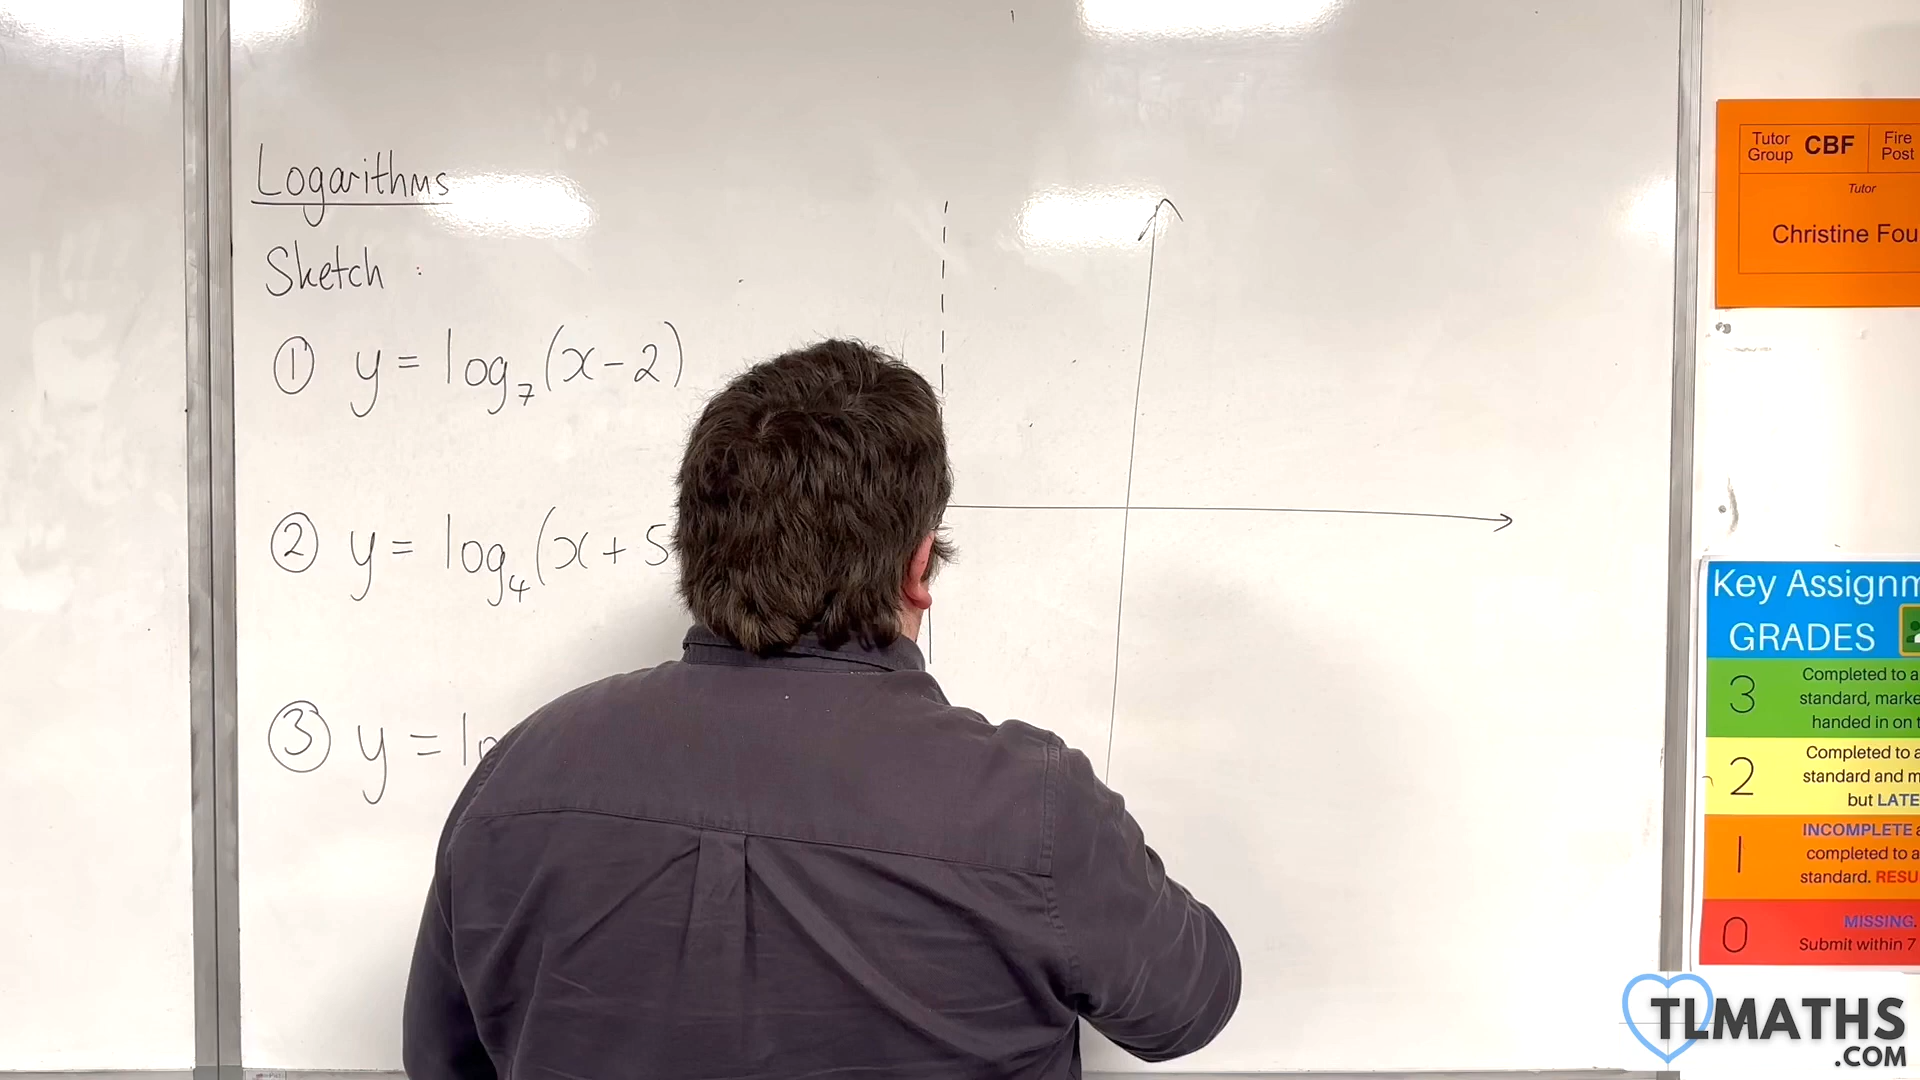 Logarithms
Sketch :
① y = log₇(x − 2)
② y = log₄(x + 5
③ y = lo
Tutor Group CBF Fire Post
Tutor
Christine Fou
Key Assignm
GRADES
3 Completed to a
standard, marke
handed in on t
2 Completed to a
standard and m
but LATE
1 INCOMPLETE a
completed to a
standard. RESU
0 MISSING.
Submit within 7
TLMATHS
.COM